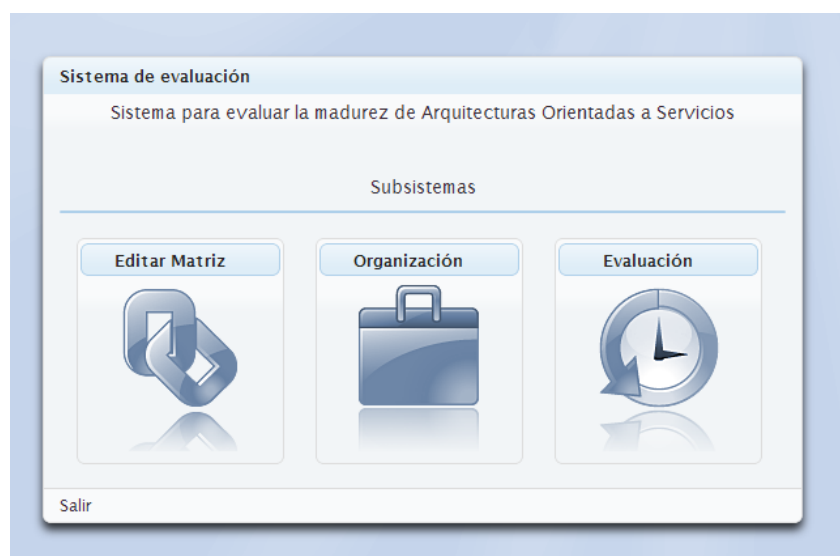 Sistema de evaluación
Sistema para evaluar la madurez de Arquitecturas Orientadas a Servicios
Subsistemas
Editar Matriz
Organización
Evaluación
Salir